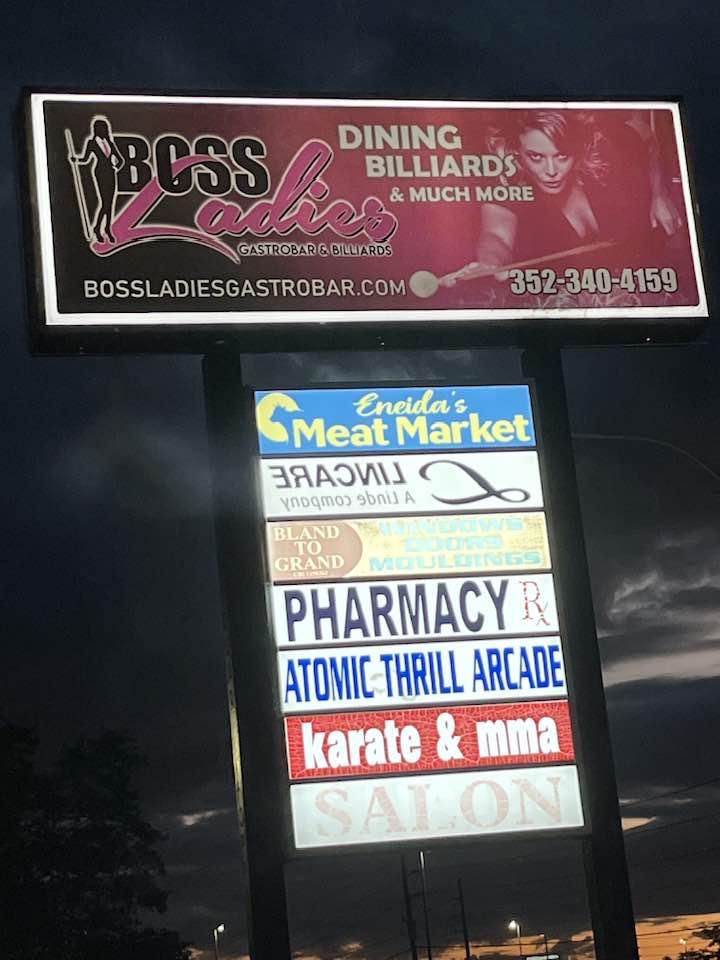 BOSS
Ladies
GASTROBAR & BILLIARDS
DINING
BILLIARDS
& MUCH MORE
BOSSLADIESGASTROBAR.COM
352-340-4159
Eneida's
Meat Market
LINCARE
A Linde company
BLAND
TO
GRAND
WINDOWS
DOORS
MOULDINGS
PHARMACY Rx
ATOMIC THRILL ARCADE
karate & mma
SALON